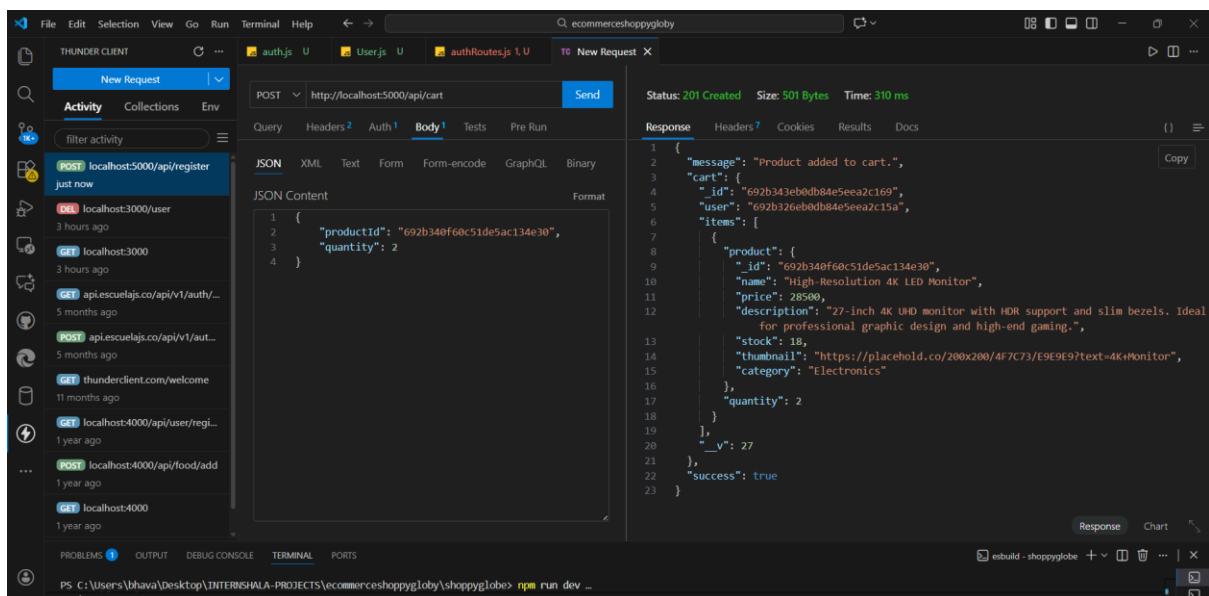 File Edit Selection View Go Run Terminal Help
ecommerceshoppygloby
THUNDER CLIENT
New Request
Activity Collections Env
filter activity
POST localhost:5000/api/register
just now
DEL localhost:3000/user
3 hours ago
GET localhost:3000
3 hours ago
GET api.escuelajs.co/api/v1/auth/...
5 months ago
POST api.escuelajs.co/api/v1/aut...
5 months ago
GET thunderclient.com/welcome
11 months ago
GET localhost:4000/api/user/regi...
1 year ago
POST localhost:4000/api/food/add
1 year ago
GET localhost:4000
1 year ago
1K+
auth.js U User.js U authRoutes.js 1, U TC New Request
POST http://localhost:5000/api/cart Send
Query Headers 2 Auth 1 Body 1 Tests Pre Run
JSON XML Text Form Form-encode GraphQL Binary
JSON Content Format
1 {
2 "productId": "692b340f60c51de5ac134e30",
3 "quantity": 2
4 }
Status: 201 Created Size: 501 Bytes Time: 310 ms
Response Headers 7 Cookies Results Docs { }
Copy
1 {
2 "message": "Product added to cart.",
3 "cart": {
4 "_id": "692b343eb0db84e5eea2c169",
5 "user": "692b326eb0db84e5eea2c15a",
6 "items": [
7 {
8 "product": {
9 "_id": "692b340f60c51de5ac134e30",
10 "name": "High-Resolution 4K LED Monitor",
11 "price": 28500,
12 "description": "27-inch 4K UHD monitor with HDR support and slim bezels. Ideal
for professional graphic design and high-end gaming.",
13 "stock": 18,
14 "thumbnail": "https://placehold.co/200x200/4F7C73/E9E9E9?text=4K+Monitor",
15 "category": "Electronics"
16 },
17 "quantity": 2
18 }
19 ],
20 "__v": 27
21 },
22 "success": true
23 }
Response Chart
PROBLEMS 1 OUTPUT DEBUG CONSOLE TERMINAL PORTS
esbuild - shoppyglobe
PS C:\Users\bhava\Desktop\INTERNSHALA-PROJECTS\ecommerceshoppygloby\shoppyglobe> npm run dev …